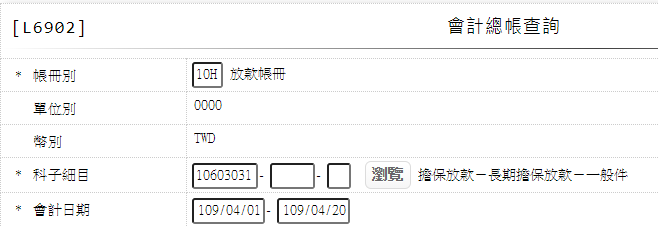 [L6902] 會計總帳查詢
* 帳冊別 10H 放款帳冊
單位別 0000
幣別 TWD
* 科子細目 10603031 - - 瀏覽 擔保放款－長期擔保放款－一般件
* 會計日期 109/04/01 - 109/04/20